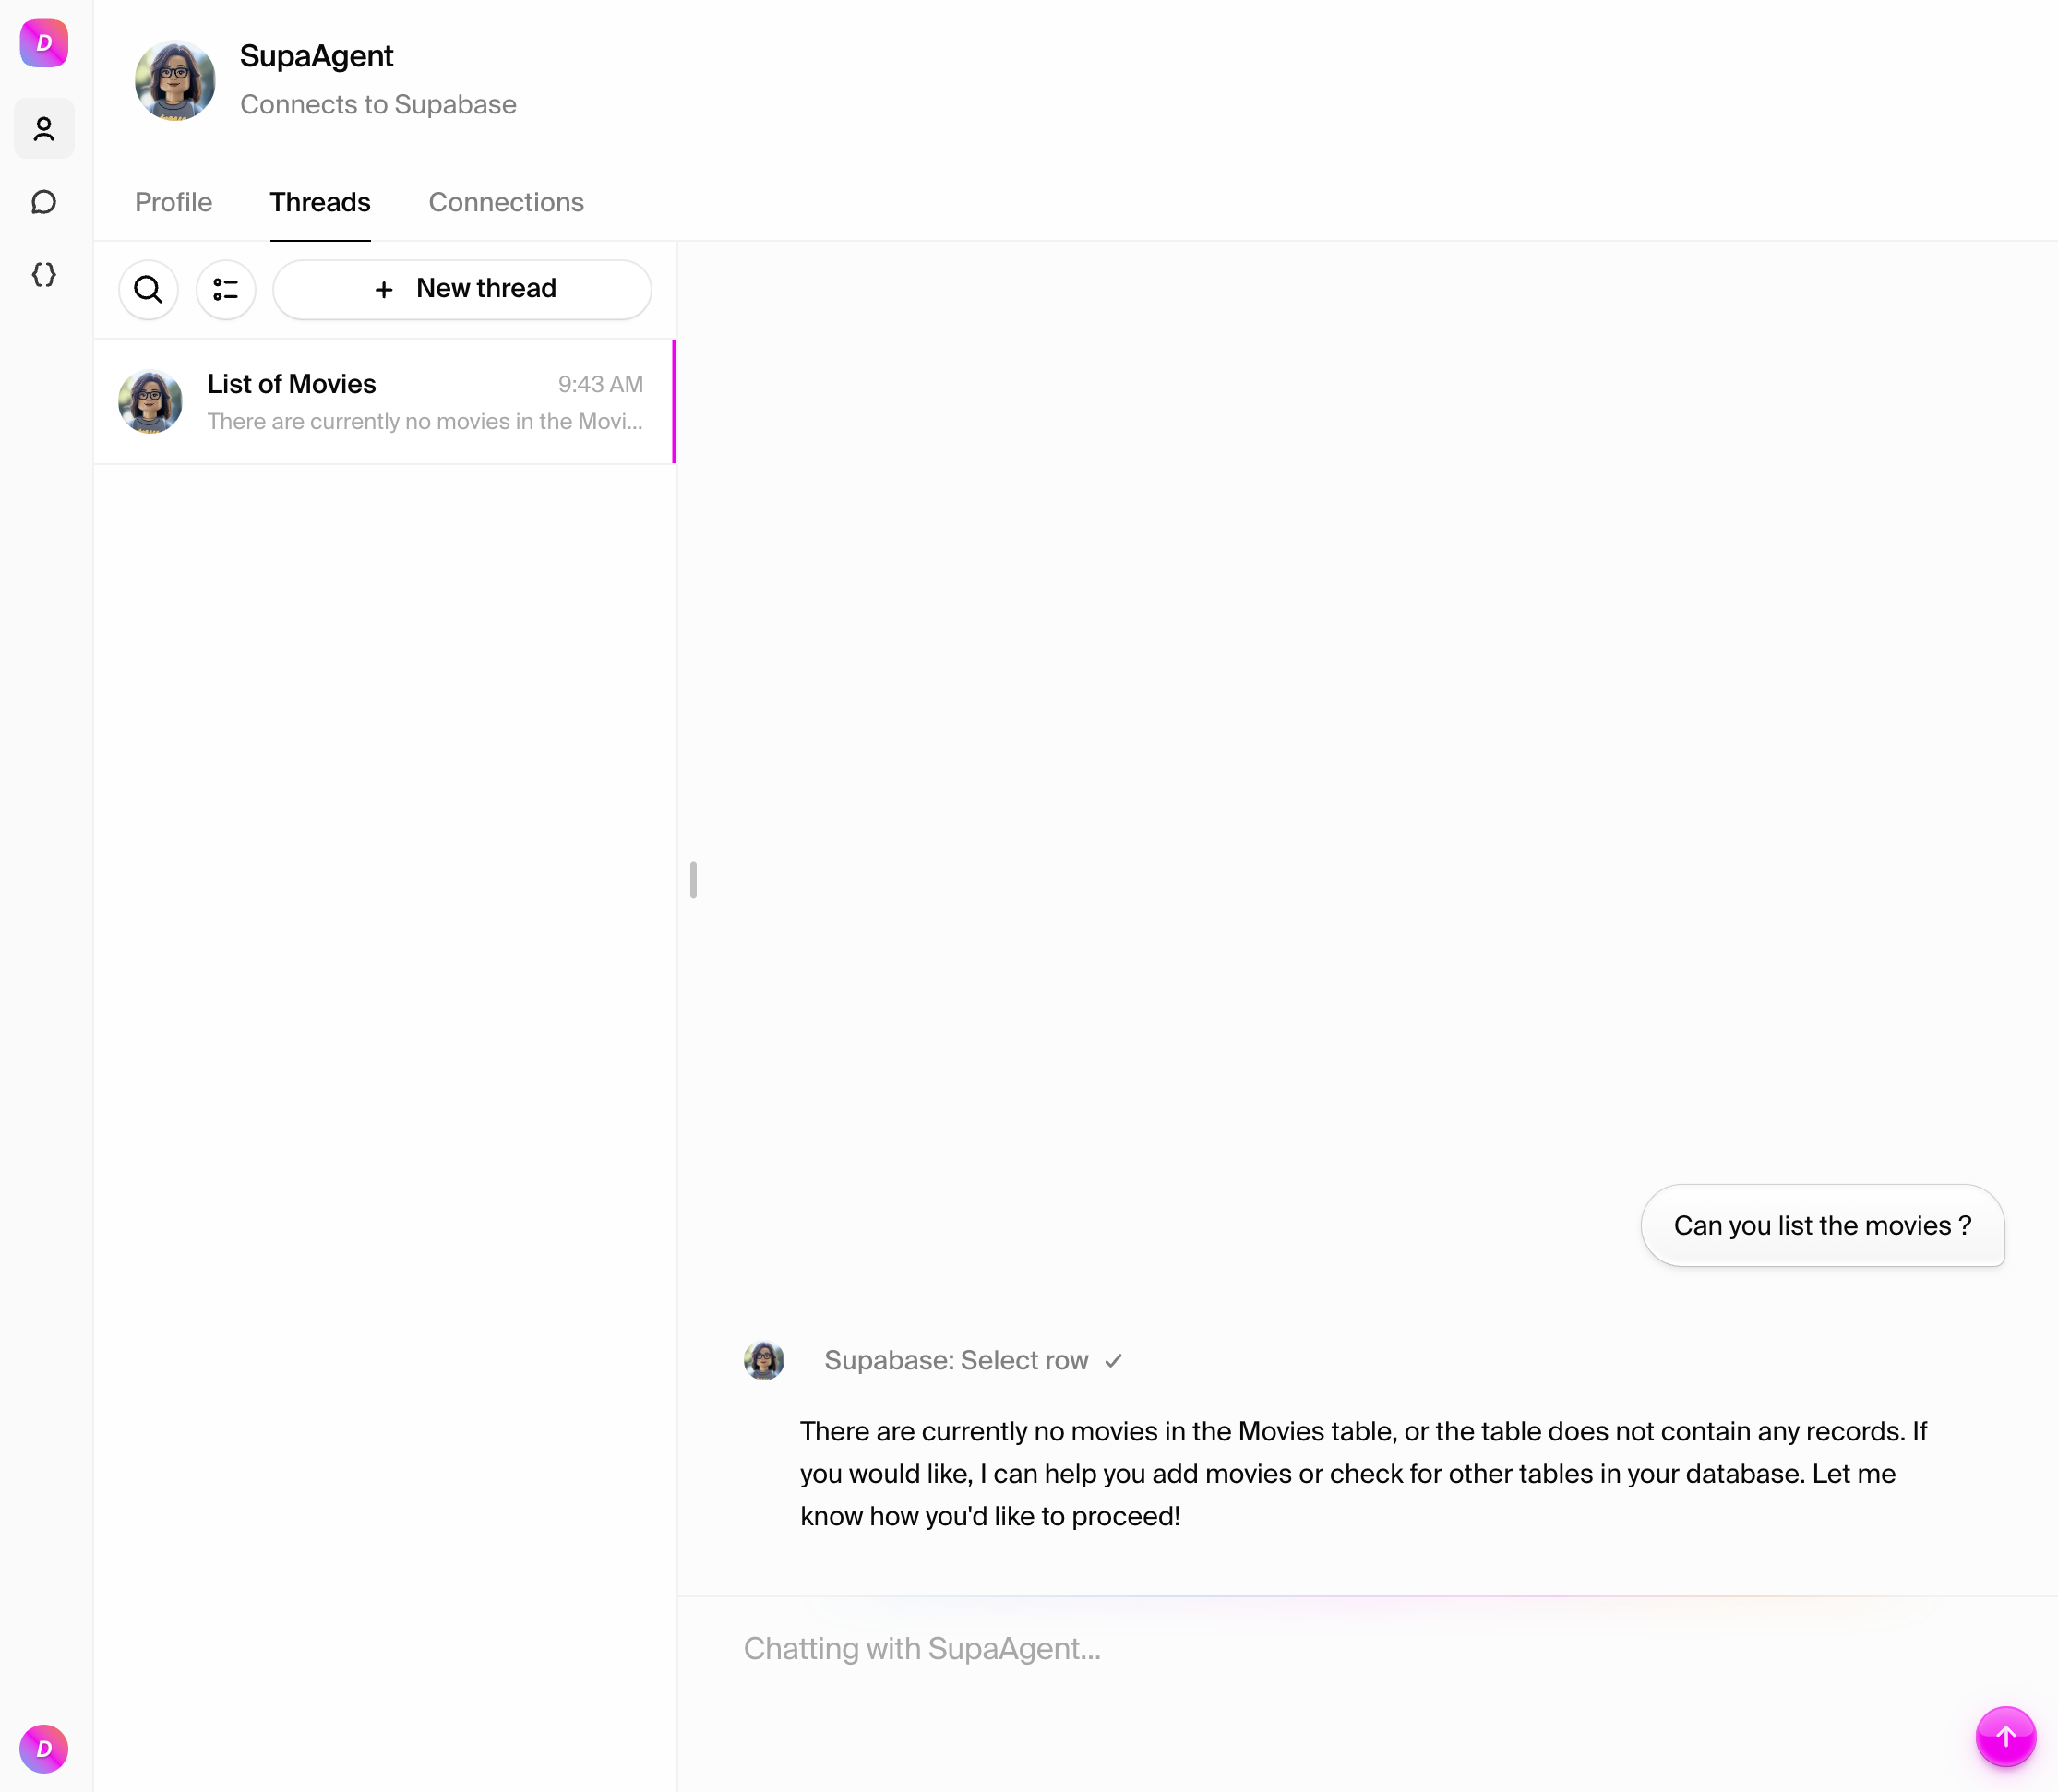 D
SupaAgent
Connects to Supabase
Profile
Threads
Connections
+ New thread
List of Movies
9:43 AM
There are currently no movies in the Movi...
Can you list the movies ?
Supabase: Select row
There are currently no movies in the Movies table, or the table does not contain any records. If
you would like, I can help you add movies or check for other tables in your database. Let me
know how you'd like to proceed!
Chatting with SupaAgent...
D